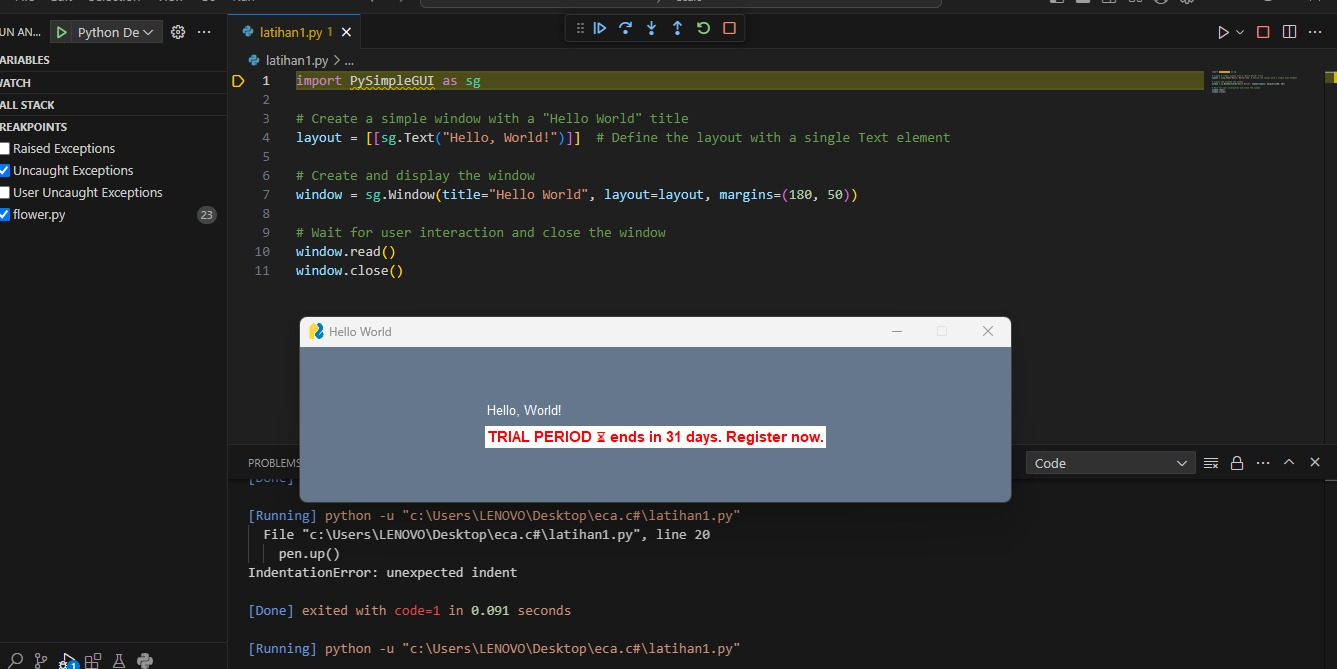 UN AN...
Python De
latihan1.py 1
ARIABLES
ATCH
ALL STACK
REAKPOINTS
Raised Exceptions
Uncaught Exceptions
User Uncaught Exceptions
flower.py
23
latihan1.py > ...
1 import PySimpleGUI as sg
2
3 # Create a simple window with a "Hello World" title
4 layout = [[sg.Text("Hello, World!")]]  # Define the layout with a single Text element
5
6 # Create and display the window
7 window = sg.Window(title="Hello World", layout=layout, margins=(180, 50))
8
9 # Wait for user interaction and close the window
10 window.read()
11 window.close()
Hello World
Hello, World!
TRIAL PERIOD ⌛ ends in 31 days. Register now.
PROBLEMS
Code
[Done]
[Running] python -u "c:\Users\LENOVO\Desktop\eca.c#\latihan1.py"
File "c:\Users\LENOVO\Desktop\eca.c#\latihan1.py", line 20
pen.up()
IndentationError: unexpected indent
[Done] exited with code=1 in 0.091 seconds
[Running] python -u "c:\Users\LENOVO\Desktop\eca.c#\latihan1.py"
1